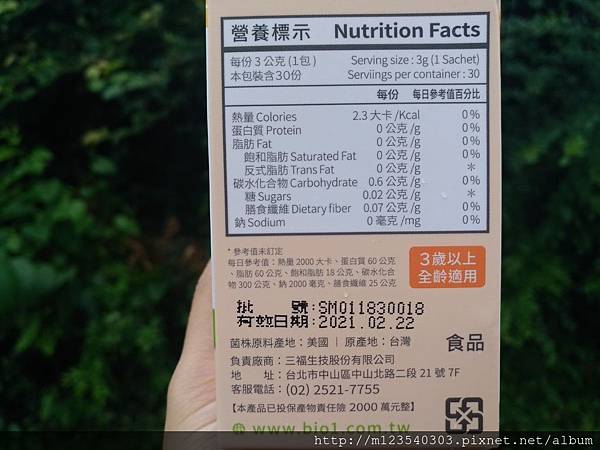 營養標示 Nutrition Facts
每份 3 公克 (1 包) Serving size : 3g (1 Sachet)
本包裝含30份 Serviings per container : 30
每份 每日參考值百分比
熱量 Calories 2.3 大卡 /Kcal 0 %
蛋白質 Protein 0 公克 /g 0 %
脂肪 Fat 0 公克 /g 0 %
飽和脂肪 Saturated Fat 0 公克 /g 0 %
反式脂肪 Trans Fat 0 公克 /g *
碳水化合物 Carbohydrate 0.6 公克 /g 0 %
糖 Sugars 0.02 公克 /g *
膳食纖維 Dietary fiber 0.07 公克 /g 0 %
鈉 Sodium 0 毫克 /mg 0 %
* 參考值未訂定
每日參考值：熱量 2000 大卡、蛋白質 60 公克
、脂肪 60 公克、飽和脂肪 18 公克、碳水化合
物 300 公克、鈉 2000 毫克、膳食纖維 25 公克
3歲以上
全齡適用
批 號:SM011830018
有效日期:2021.02.22
菌株原料產地：美國 | 原產地：台灣
食品
負責廠商：三福生技股份有限公司
地 址：台北市中山區中山北路二段 21 號 7F
客服電話：(02) 2521-7755
【本產品已投保產物責任險 2000 萬元整】
www.bio1.com.tw
http://m123540303.pixnet.net/album